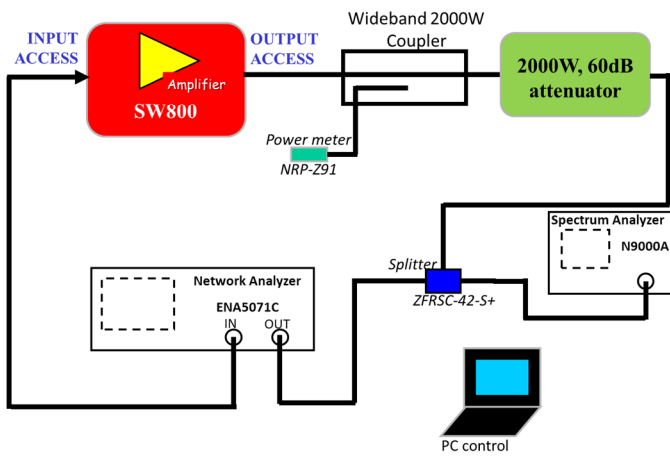 INPUT
ACCESS
Amplifier
SW800
OUTPUT
ACCESS
Wideband 2000W
Coupler
2000W, 60dB
attenuator
Power meter
NRP-Z91
Spectrum Analyzer
N9000A
Splitter
ZFRSC-42-S+
Network Analyzer
ENA5071C
IN OUT
PC control